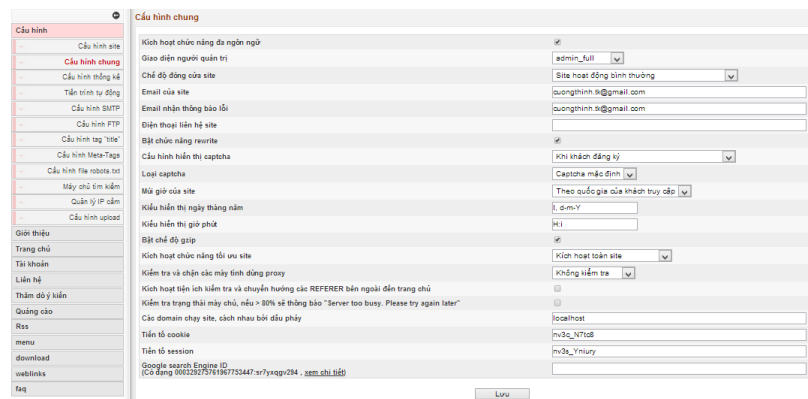 Cấu hình chung
Cấu hình
Cấu hình site
Cấu hình chung
Cấu hình thống kê
Tiến trình tự động
Cấu hình SMTP
Cấu hình FTP
Cấu hình tag "title"
Cấu hình Meta-Tags
Cấu hình file robots.txt
Máy chủ tìm kiếm
Quản lý IP cấm
Cấu hình upload
Giới thiệu
Trang chủ
Tài khoản
Liên hệ
Thăm dò ý kiến
Quảng cáo
Rss
menu
download
weblinks
faq
Kích hoạt chức năng đa ngôn ngữ
Giao diện người quản trị admin_full
Chế độ đóng cửa site Site hoạt động bình thường
Email của site cuongthinh.tk@gmail.com
Email nhận thông báo lỗi cuongthinh.tk@gmail.com
Điện thoại liên hệ site
Bật chức năng rewrite
Cấu hình hiển thị captcha Khi khách đăng ký
Loại captcha Captcha mặc định
Múi giờ của site Theo quốc gia của khách truy cập
Kiểu hiển thị ngày tháng năm l, d-m-Y
Kiểu hiển thị giờ phút H:i
Bật chế độ gzip
Kích hoạt chức năng tối ưu site Kích hoạt toàn site
Kiểm tra và chặn các máy tính dùng proxy Không kiểm tra
Kích hoạt tiện ích kiểm tra và chuyển hướng các REFERER bên ngoài đến trang chủ
Kiểm tra trạng thái máy chủ, nếu > 80% sẽ thông báo "Server too busy. Please try again later"
Các domain chạy site, cách nhau bởi dấu phảy localhost
Tiền tố cookie nv3c_N7tc8
Tiền tố session nv3s_Yniury
Google search Engine ID
(Có dạng 000329275761967753447:sr7yxqgv294 , xem chi tiết)
Lưu